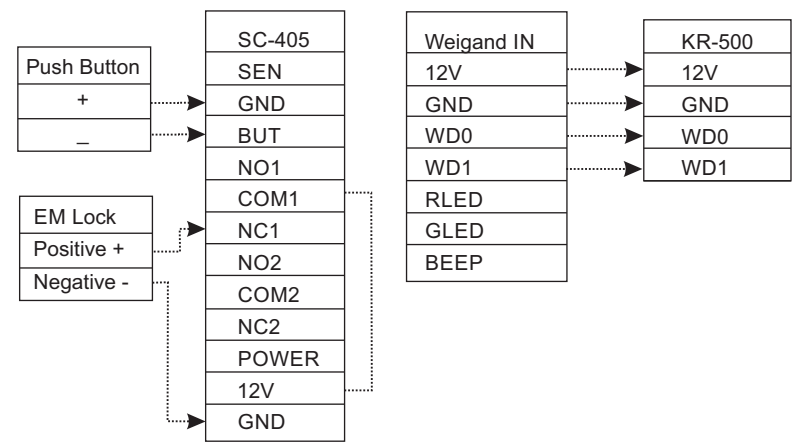 Push Button
+
_
EM Lock
Positive +
Negative -
SC-405
SEN
GND
BUT
NO1
COM1
NC1
NO2
COM2
NC2
POWER
12V
GND
Weigand IN
12V
GND
WD0
WD1
RLED
GLED
BEEP
KR-500
12V
GND
WD0
WD1